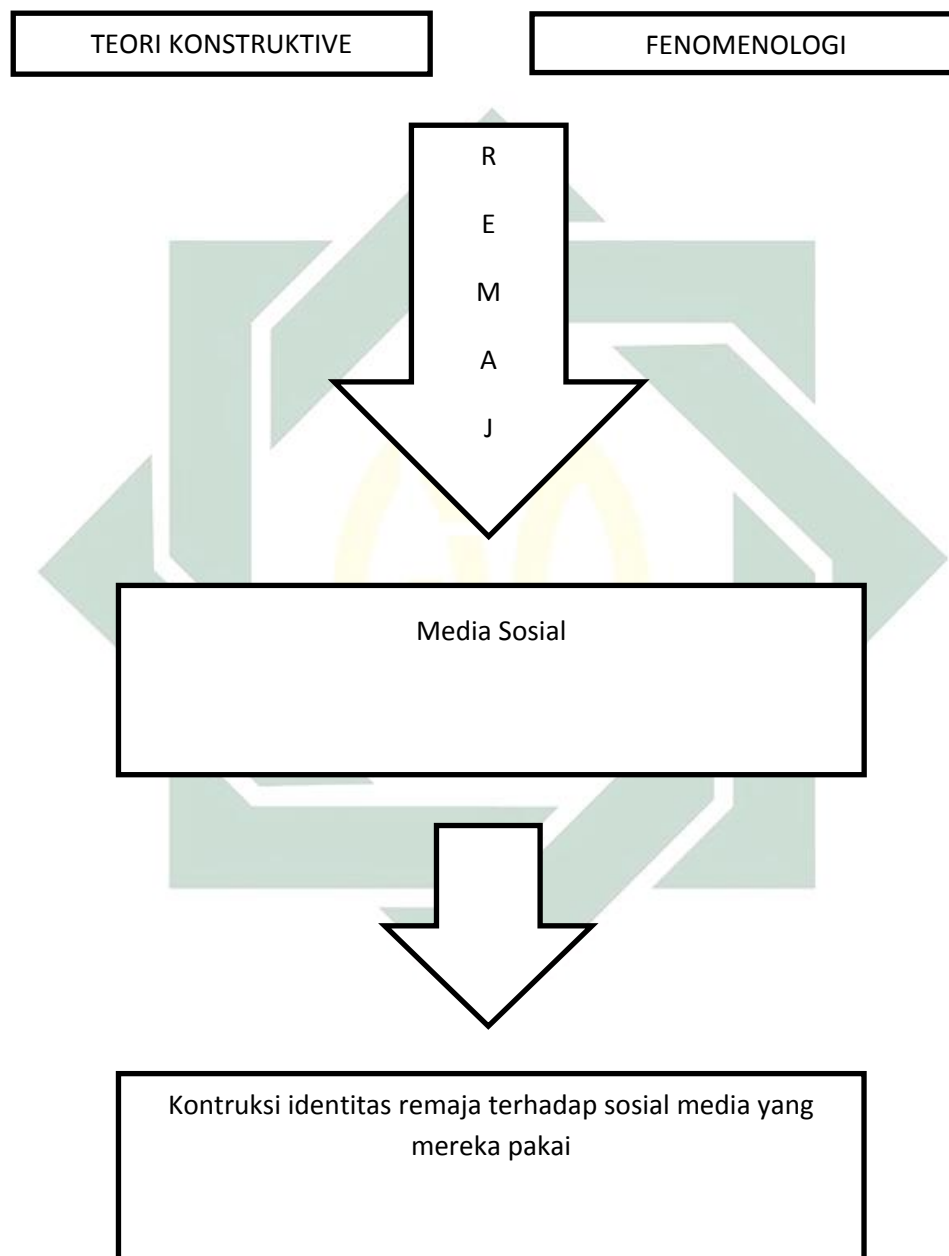 TEORI KONSTRUKTIVE
FENOMENOLOGI
R
E
M
A
J
Media Sosial
Kontruksi identitas remaja terhadap sosial media yang
mereka pakai